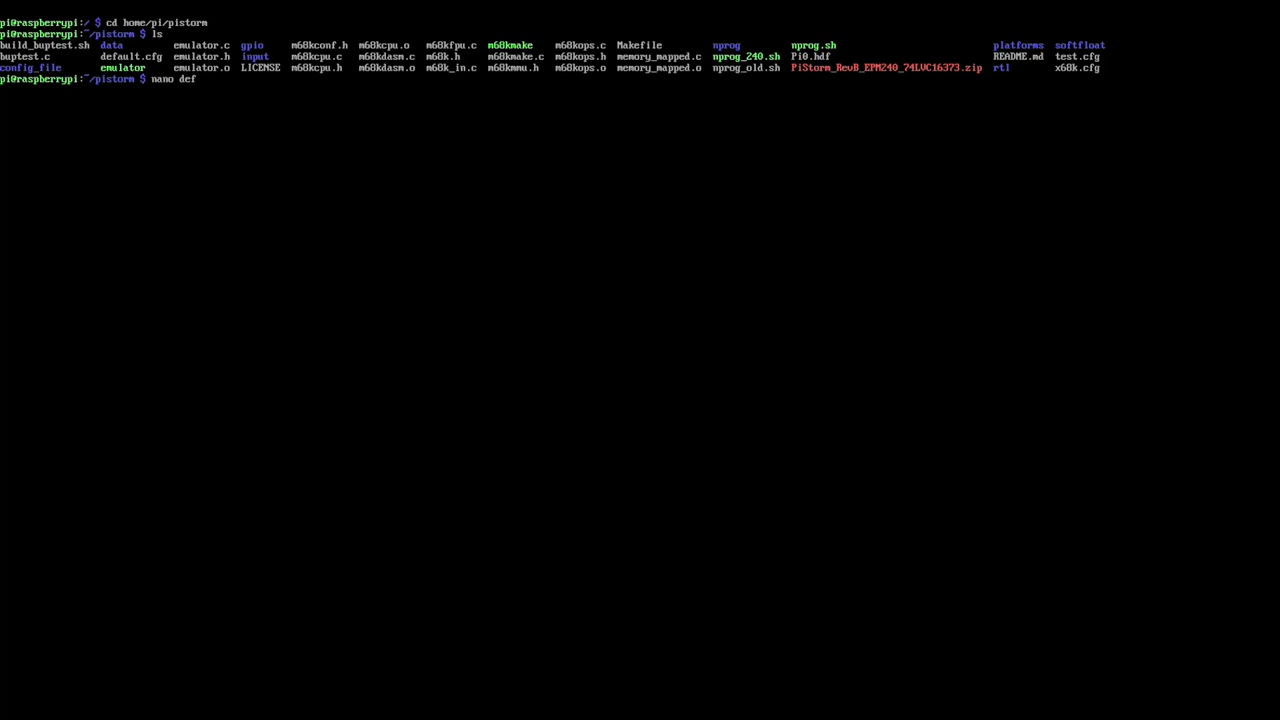 pi@raspberrypi:/ $ cd home/pi/pistorm
pi@raspberrypi:~/pistorm $ ls
build_buptest.sh data emulator.c gpio m68kconf.h m68kcpu.o m68kfpu.c m68kmake m68kops.c Makefile nprog nprog.sh platforms softfloat
buptest.c default.cfg emulator.h input m68kcpu.c m68kdasm.c m68k.h m68kmake.c m68kops.h memory_mapped.c nprog_240.sh Pi0.hdf README.md test.cfg
config_file emulator emulator.o LICENSE m68kcpu.h m68kdasm.o m68k_in.c m68kmmu.h m68kops.o memory_mapped.o nprog_old.sh PiStorm_RevB_EPM240_74LVC16373.zip rtl x68k.cfg
pi@raspberrypi:~/pistorm $ nano def